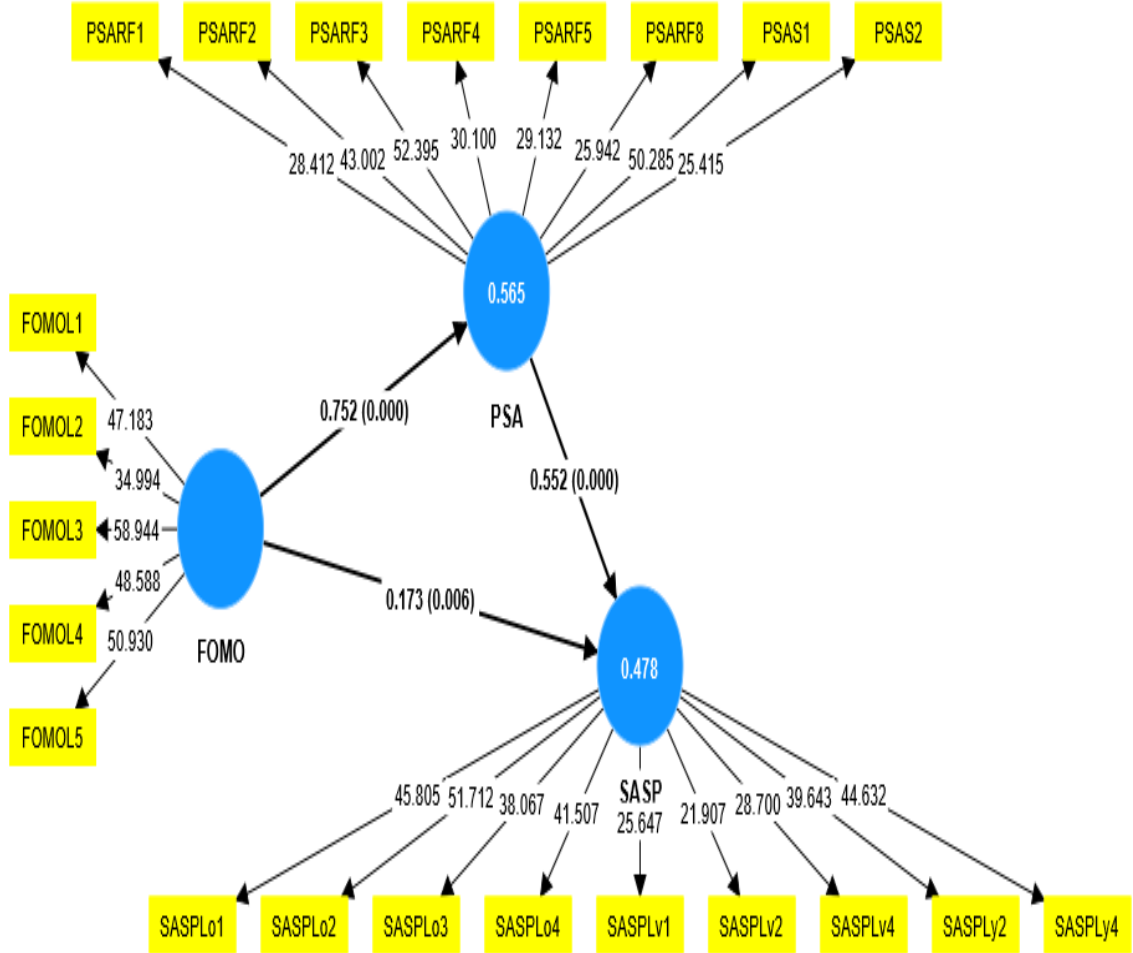 PSARF1 PSARF2 PSARF3 PSARF4 PSARF5 PSARF8 PSAS1 PSAS2
28.412 43.002 52.395 30.100 29.132 25.942 50.285 25.415
0.565
PSA
FOMOL1
FOMOL2
FOMOL3
FOMOL4
FOMOL5
47.183
34.994
58.944
48.588
50.930
FOMO
0.752 (0.000)
0.552 (0.000)
0.173 (0.006)
0.478
SASP
45.805 51.712 38.067 41.507 25.647 21.907 28.700 39.643 44.632
SASPLo1 SASPLo2 SASPLo3 SASPLo4 SASPLv1 SASPLv2 SASPLv4 SASPLy2 SASPLy4